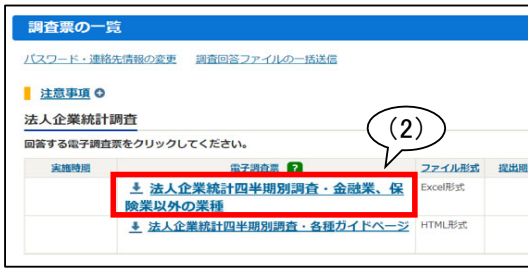 調査票の一覧
パスワード・連絡先情報の変更 調査回答ファイルの一括送信
注意事項
法人企業統計調査
回答する電子調査票をクリックしてください。
(2)
実施時期 電子調査票 ? ファイル形式 提出期
法人企業統計四半期別調査・金融業、保 Excel形式
険業以外の業種
法人企業統計四半期別調査・各種ガイドページ HTML形式